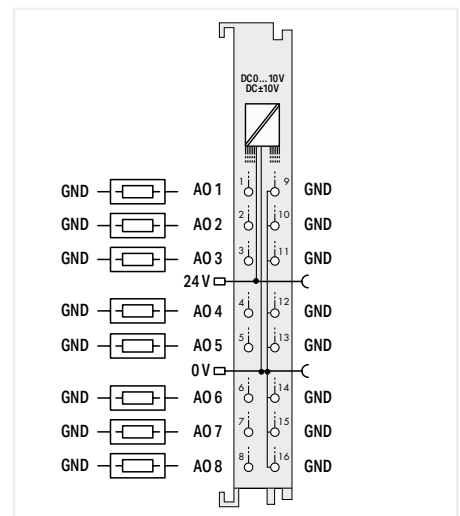 DC0...10V
DC±10V
GND AO 1 1 9 GND
GND AO 2 2 10 GND
GND AO 3 3 11 GND
24 V
GND AO 4 4 12 GND
GND AO 5 5 13 GND
0 V
GND AO 6 6 14 GND
GND AO 7 7 15 GND
GND AO 8 8 16 GND